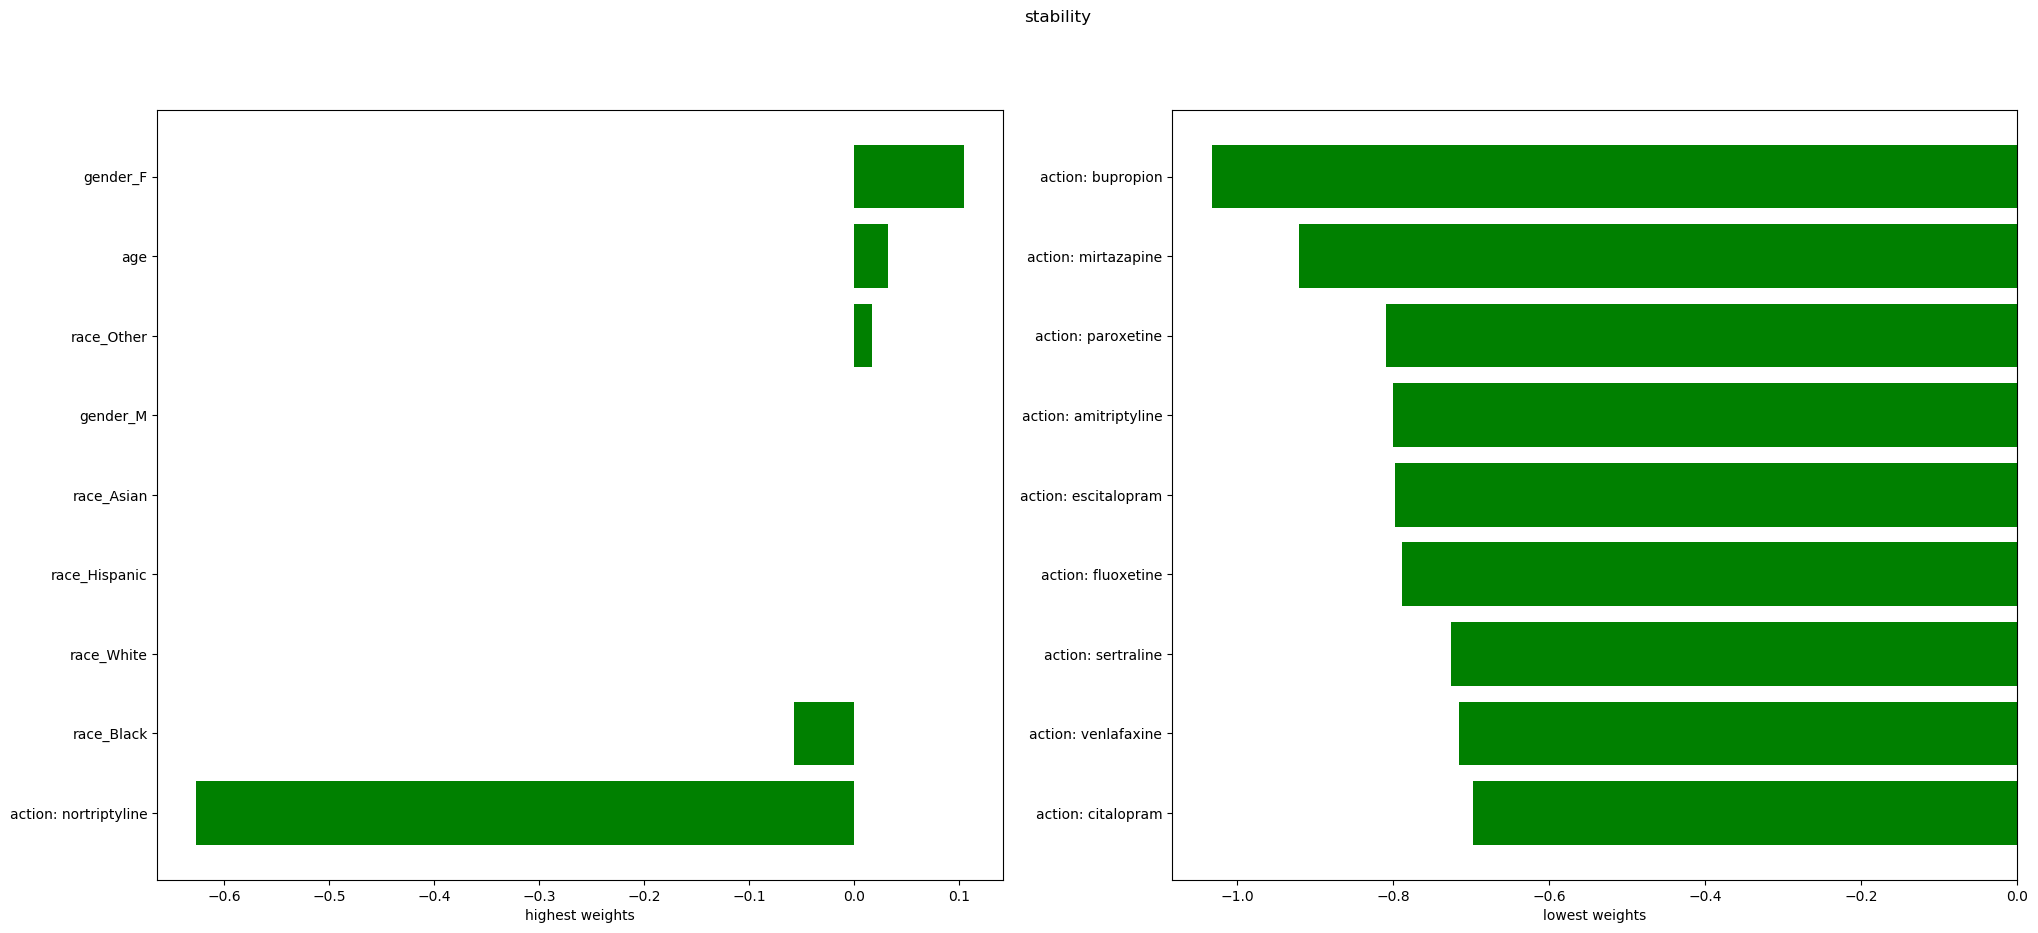 stability
gender_F
age
race_Other
gender_M
race_Asian
race_Hispanic
race_White
race_Black
action: nortriptyline
−0.6 −0.5 −0.4 −0.3 −0.2 −0.1 0.0 0.1
highest weights
action: bupropion
action: mirtazapine
action: paroxetine
action: amitriptyline
action: escitalopram
action: fluoxetine
action: sertraline
action: venlafaxine
action: citalopram
−1.0 −0.8 −0.6 −0.4 −0.2 0.0
lowest weights